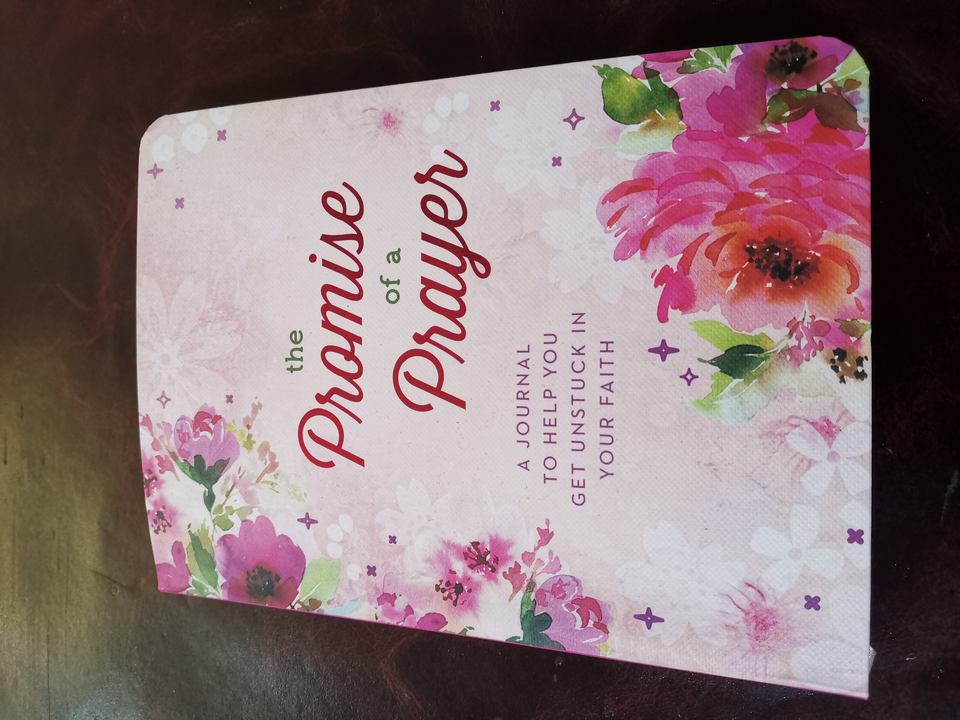 the
Promise
of a
Prayer
A JOURNAL
TO HELP YOU
GET UNSTUCK IN
YOUR FAITH